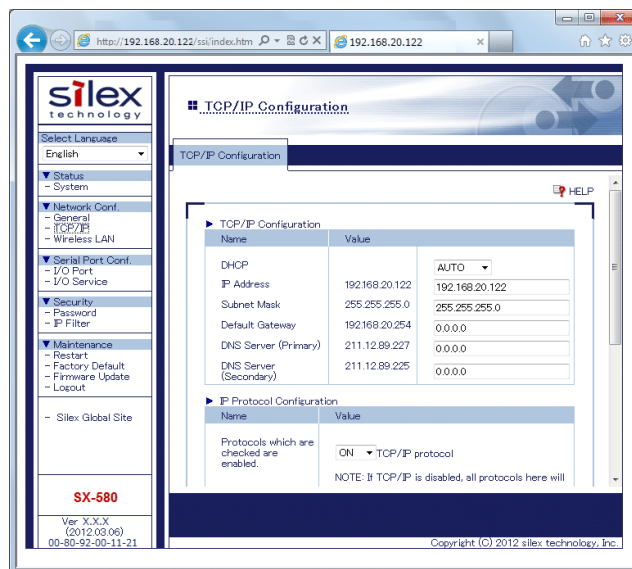 http://192.168.20.122/ssi/index.htm
192.168.20.122
silex
technology
Select Language
English
Status
- System
Network Conf.
- General
- TCP/IP
- Wireless LAN
Serial Port Conf.
- I/O Port
- I/O Service
Security
- Password
- IP Filter
Maintenance
- Restart
- Factory Default
- Firmware Update
- Logout
- Silex Global Site
SX-580
Ver X.X.X
(2012.03.06)
00-80-92-00-11-21
TCP/IP Configuration
TCP/IP Configuration
HELP
TCP/IP Configuration
Name Value
DHCP AUTO
IP Address 192.168.20.122 192.168.20.122
Subnet Mask 255.255.255.0 255.255.255.0
Default Gateway 192.168.20.254 0.0.0.0
DNS Server (Primary) 211.12.89.227 0.0.0.0
DNS Server (Secondary) 211.12.89.225 0.0.0.0
IP Protocol Configuration
Name Value
Protocols which are
checked are
enabled.
ON TCP/IP protocol
NOTE: If TCP/IP is disabled, all protocols here will
Copyright (C) 2012 silex technology, Inc.